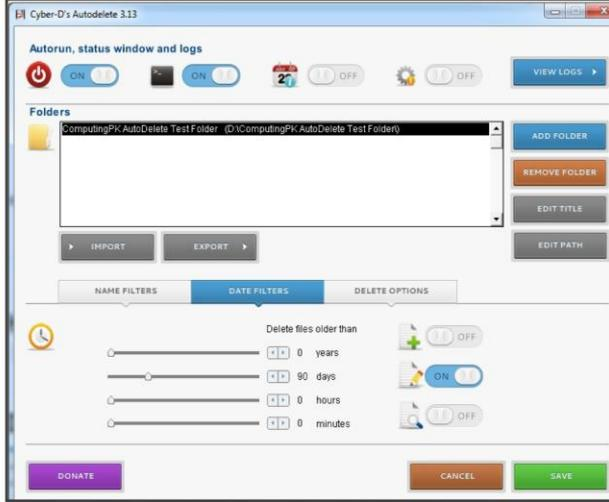 Cyber-D's Autodelete 3.13
Autorun, status window and logs
ON ON OFF OFF VIEW LOGS
Folders
ComputingPK AutoDelete Test Folder (D:\ComputingPK AutoDelete Test Folder\)
ADD FOLDER
REMOVE FOLDER
EDIT TITLE
EDIT PATH
IMPORT EXPORT
NAME FILTERS DATE FILTERS DELETE OPTIONS
Delete files older than
0 years
90 days
0 hours
0 minutes
OFF
ON
OFF
DONATE CANCEL SAVE